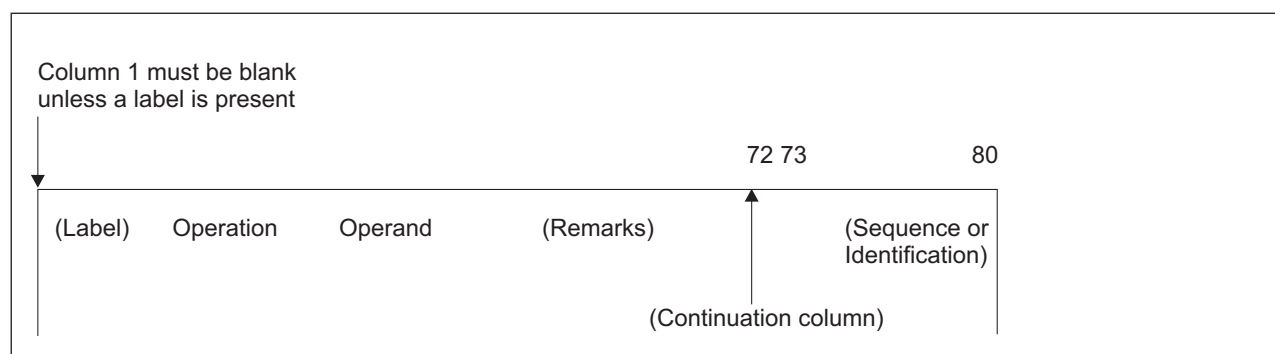 Column 1 must be blank
unless a label is present
72 73 80
(Label) Operation Operand (Remarks) (Sequence or
Identification)
(Continuation column)